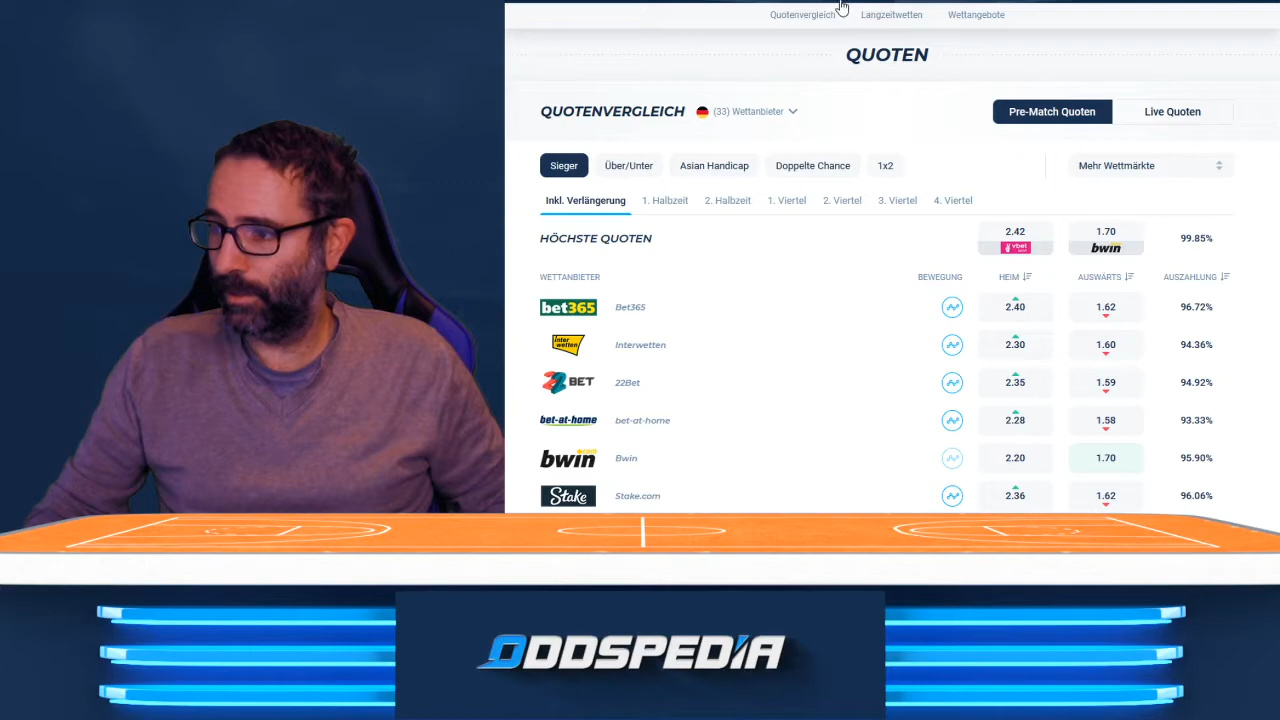 Quotenvergleich Langzeitwetten Wettangebote
QUOTEN
QUOTENVERGLEICH (33) Wettanbieter Pre-Match Quoten Live Quoten
Sieger Über/Unter Asian Handicap Doppelte Chance 1x2 Mehr Wettmärkte
Inkl. Verlängerung 1. Halbzeit 2. Halbzeit 1. Viertel 2. Viertel 3. Viertel 4. Viertel
HÖCHSTE QUOTEN 2.42 vbet 1.70 bwin 99.85%
WETTANBIETER BEWEGUNG HEIM AUSWÄRTS AUSZAHLUNG
bet365 Bet365 2.40 1.62 96.72%
Inter wetten Interwetten 2.30 1.60 94.36%
22 BET 22Bet 2.35 1.59 94.92%
bet-at-home bet-at-home 2.28 1.58 93.33%
bwin .com Bwin 2.20 1.70 95.90%
Stake Stake.com 2.36 1.62 96.06%
ODDSPEDIA